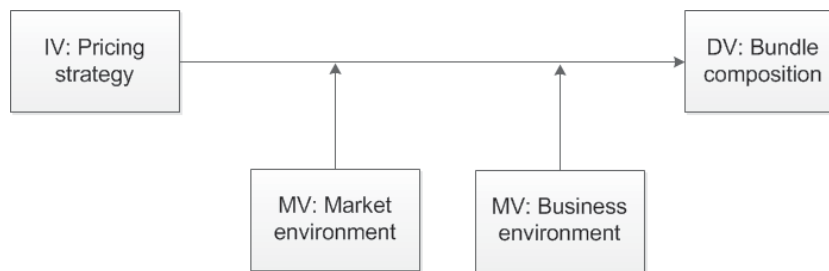 IV: Pricing
strategy
DV: Bundle
composition
MV: Market
environment
MV: Business
environment